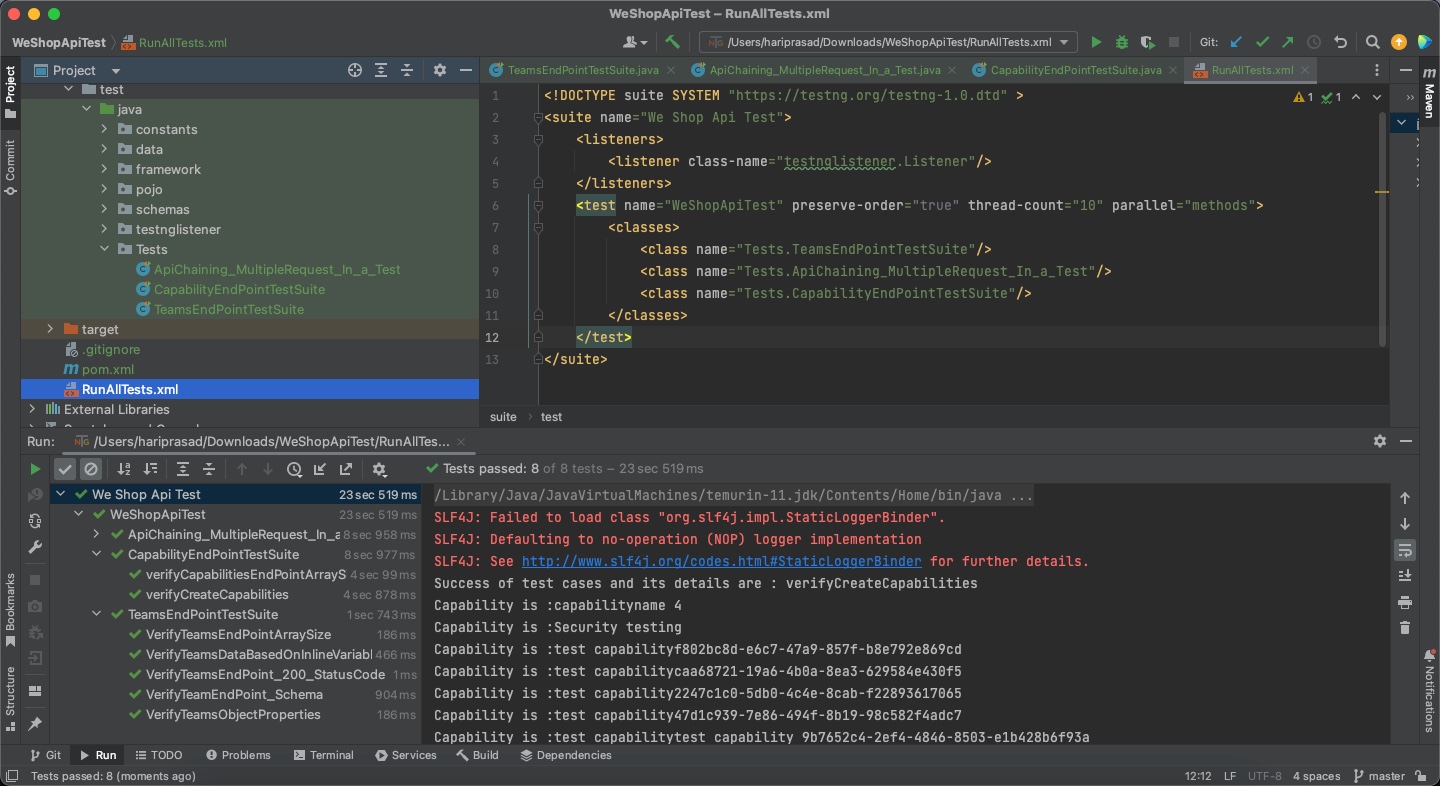 WeShopApiTest – RunAllTests.xml
WeShopApiTest RunAllTests.xml
/Users/hariprasad/Downloads/WeShopApiTest/RunAllTests.xml
Git:
Project
Commit
Bookmarks
Structure
Project
test
java
constants
data
framework
pojo
schemas
testnglistener
Tests
ApiChaining_MultipleRequest_In_a_Test
CapabilityEndPointTestSuite
TeamsEndPointTestSuite
target
.gitignore
pom.xml
RunAllTests.xml
External Libraries
TeamsEndPointTestSuite.java
ApiChaining_MultipleRequest_In_a_Test.java
CapabilityEndPointTestSuite.java
RunAllTests.xml
1 <!DOCTYPE suite SYSTEM "https://testng.org/testng-1.0.dtd" >
2 <suite name="We Shop Api Test">
3 <listeners>
4 <listener class-name="testnglistener.Listener"/>
5 </listeners>
6 <test name="WeShopApiTest" preserve-order="true" thread-count="10" parallel="methods">
7 <classes>
8 <class name="Tests.TeamsEndPointTestSuite"/>
9 <class name="Tests.ApiChaining_MultipleRequest_In_a_Test"/>
10 <class name="Tests.CapabilityEndPointTestSuite"/>
11 </classes>
12 </test>
13 </suite>
1 1
suite › test
Maven
Notifications
Run: /Users/hariprasad/Downloads/WeShopApiTest/RunAllTes...
Tests passed: 8 of 8 tests – 23 sec 519 ms
We Shop Api Test 23 sec 519 ms
WeShopApiTest 23 sec 519 ms
ApiChaining_MultipleRequest_In_a 8 sec 958 ms
CapabilityEndPointTestSuite 8 sec 977 ms
verifyCapabilitiesEndPointArrayS 4 sec 99 ms
verifyCreateCapabilities 4 sec 878 ms
TeamsEndPointTestSuite 1 sec 743 ms
VerifyTeamsEndPointArraySize 186 ms
VerifyTeamsDataBasedOnInlineVariabl 466 ms
VerifyTeamsEndPoint_200_StatusCode 1 ms
VerifyTeamEndPoint_Schema 904 ms
VerifyTeamsObjectProperties 186 ms
/Library/Java/JavaVirtualMachines/temurin-11.jdk/Contents/Home/bin/java ...
SLF4J: Failed to load class "org.slf4j.impl.StaticLoggerBinder".
SLF4J: Defaulting to no-operation (NOP) logger implementation
SLF4J: See http://www.slf4j.org/codes.html#StaticLoggerBinder for further details.
Success of test cases and its details are : verifyCreateCapabilities
Capability is :capabilityname 4
Capability is :Security testing
Capability is :test capabilityf802bc8d-e6c7-47a9-857f-b8e792e869cd
Capability is :test capabilitycaa68721-19a6-4b0a-8ea3-629584e430f5
Capability is :test capability2247c1c0-5db0-4c4e-8cab-f22893617065
Capability is :test capability47d1c939-7e86-494f-8b19-98c582f4adc7
Capability is :test capabilitytest capability 9b7652c4-2ef4-4846-8503-e1b428b6f93a
Git Run TODO Problems Terminal Services Build Dependencies
Tests passed: 8 (moments ago)
12:12 LF UTF-8 4 spaces master